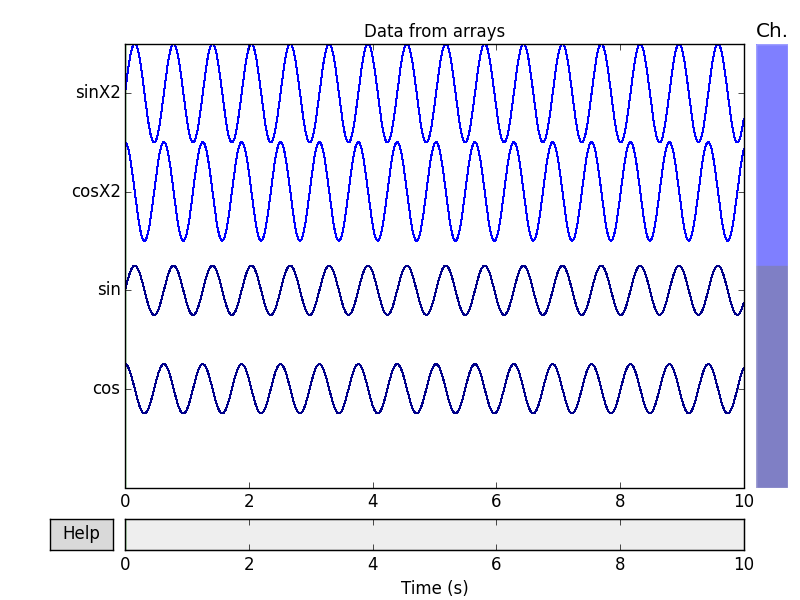 Data from arrays
Ch.
sinX2
cosX2
sin
cos
0 2 4 6 8 10
Help
0 2 4 6 8 10
Time (s)